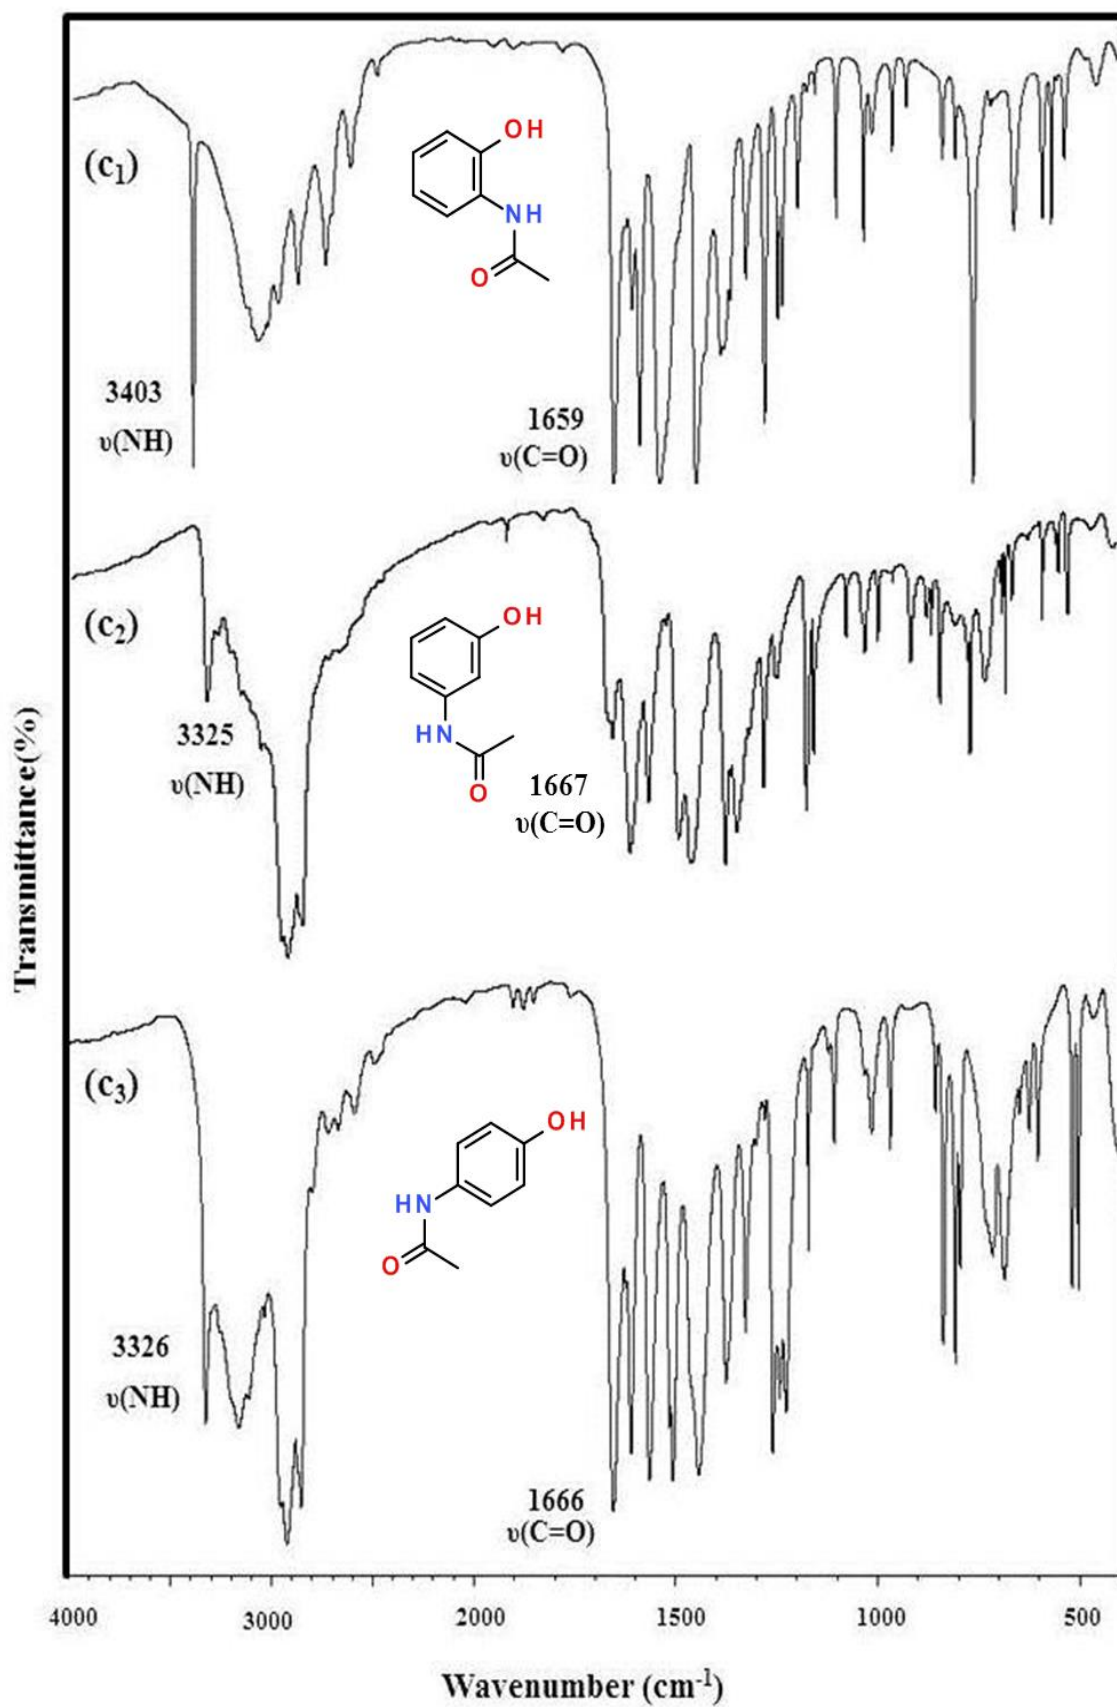 (c₁)
OH
NH
O
3403
υ(NH)
1659
υ(C=O)
(c₂)
OH
HN
O
3325
υ(NH)
1667
υ(C=O)
(c₃)
OH
HN
O
3326
υ(NH)
1666
υ(C=O)
Transmittance(%)
4000 3000 2000 1500 1000 500
Wavenumber (cm⁻¹)